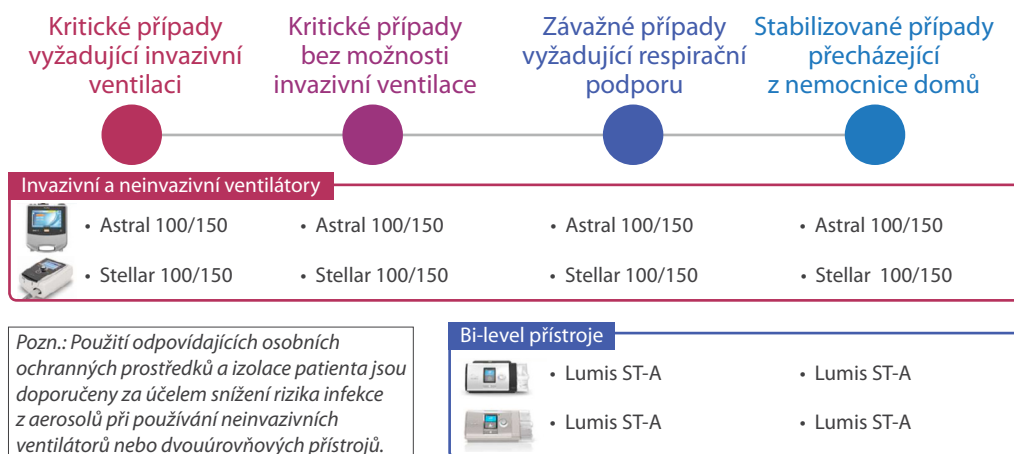 Kritické případy
vyžadující invazivní
ventilaci
Kritické případy
bez možnosti
invazivní ventilace
Závažné případy
vyžadující respirační
podporu
Stabilizované případy
přecházející
z nemocnice domů
Invazivní a neinvazivní ventilátory
• Astral 100/150 • Astral 100/150 • Astral 100/150 • Astral 100/150
• Stellar 100/150 • Stellar 100/150 • Stellar 100/150 • Stellar 100/150
Pozn.: Použití odpovídajících osobních
ochranných prostředků a izolace patienta jsou
doporučeny za účelem snížení rizika infekce
z aerosolů při používání neinvazivních
ventilátorů nebo dvouúrovňových přístrojů.
Bi-level přístroje
• Lumis ST-A • Lumis ST-A
• Lumis ST-A • Lumis ST-A